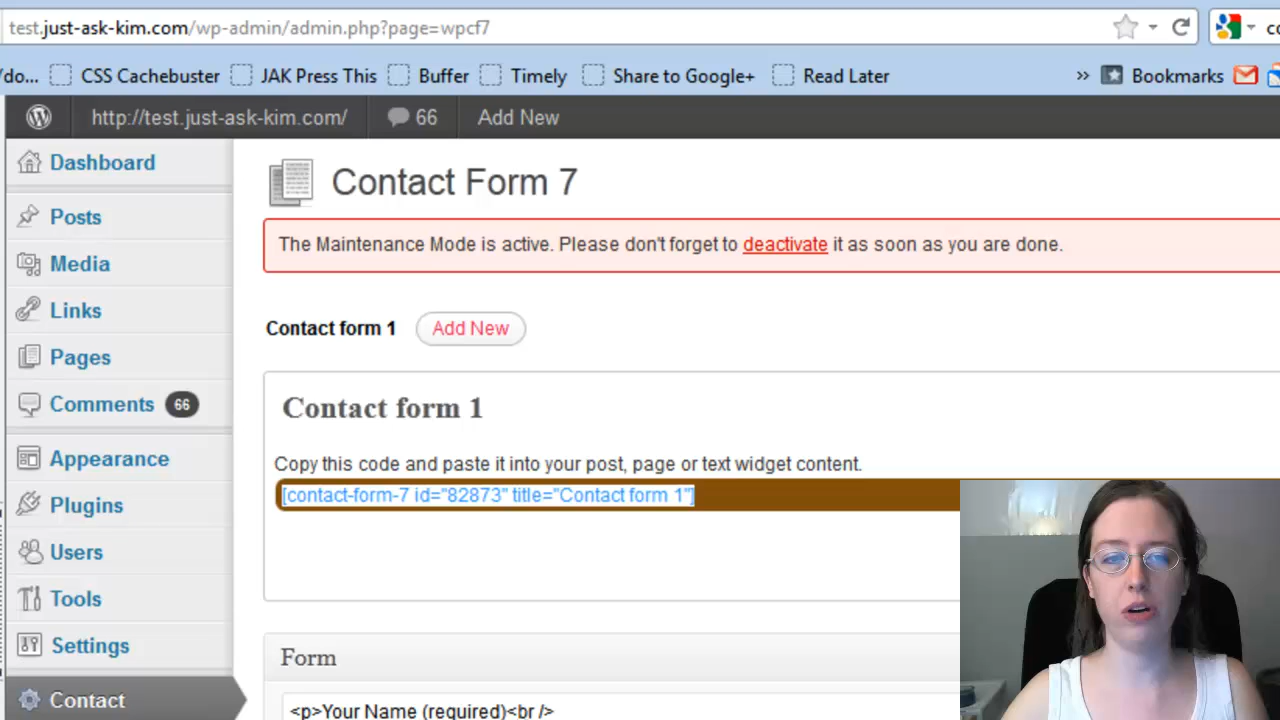 test.just-ask-kim.com/wp-admin/admin.php?page=wpcf7
/do... CSS Cachebuster JAK Press This Buffer Timely Share to Google+ Read Later » Bookmarks
http://test.just-ask-kim.com/ 66 Add New
Dashboard
Posts
Media
Links
Pages
Comments 66
Appearance
Plugins
Users
Tools
Settings
Contact
Contact Form 7
The Maintenance Mode is active. Please don't forget to deactivate it as soon as you are done.
Contact form 1 Add New
Contact form 1
Copy this code and paste it into your post, page or text widget content.
[contact-form-7 id="82873" title="Contact form 1"]
Form
<p>Your Name (required)<br />